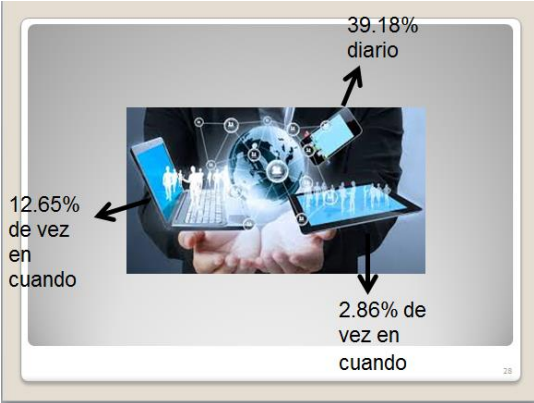 39.18%
diario
12.65%
de vez
en
cuando
2.86% de
vez en
cuando
28